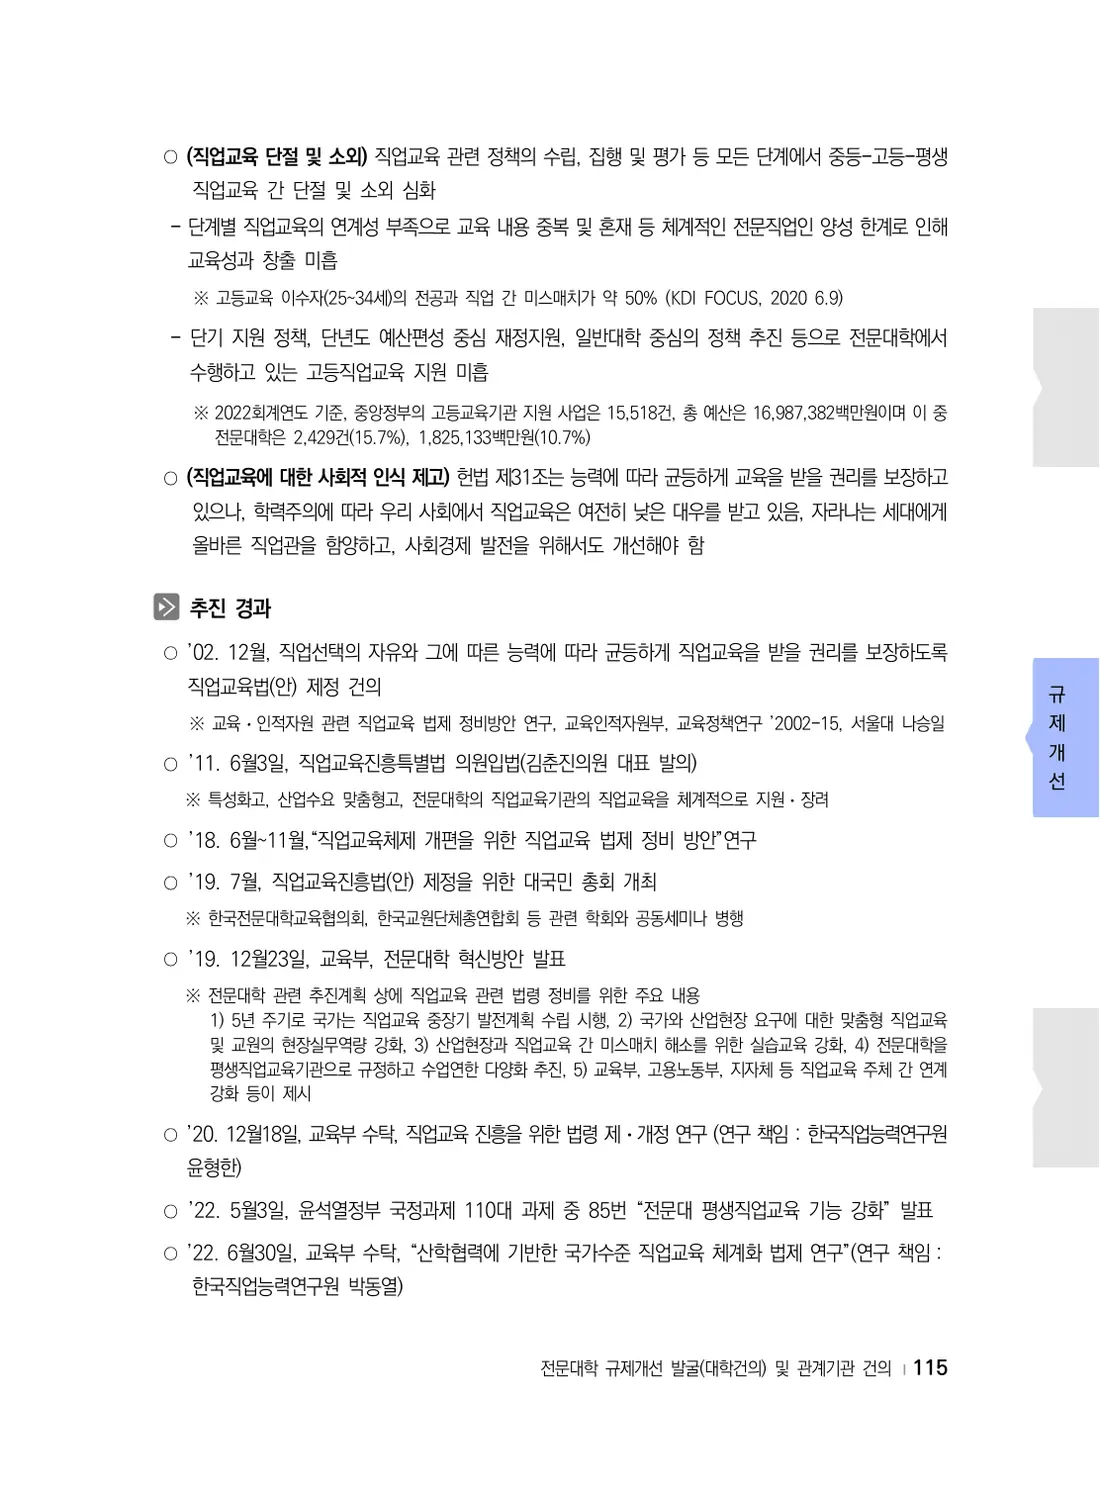 ○ (직업교육 단절 및 소외) 직업교육 관련 정책의 수립, 집행 및 평가 등 모든 단계에서 중등-고등-평생
직업교육 간 단절 및 소외 심화
- 단계별 직업교육의 연계성 부족으로 교육 내용 중복 및 혼재 등 체계적인 전문직업인 양성 한계로 인해
교육성과 창출 미흡
※ 고등교육 이수자(25~34세)의 전공과 직업 간 미스매치가 약 50% (KDI FOCUS, 2020 6.9)
- 단기 지원 정책, 단년도 예산편성 중심 재정지원, 일반대학 중심의 정책 추진 등으로 전문대학에서
수행하고 있는 고등직업교육 지원 미흡
※ 2022회계연도 기준, 중앙정부의 고등교육기관 지원 사업은 15,518건, 총 예산은 16,987,382백만원이며 이 중
전문대학은 2,429건(15.7%), 1,825,133백만원(10.7%)
○ (직업교육에 대한 사회적 인식 제고) 헌법 제31조는 능력에 따라 균등하게 교육을 받을 권리를 보장하고
있으나, 학력주의에 따라 우리 사회에서 직업교육은 여전히 낮은 대우를 받고 있음, 자라나는 세대에게
올바른 직업관을 함양하고, 사회경제 발전을 위해서도 개선해야 함
추진 경과
○ ’02. 12월, 직업선택의 자유와 그에 따른 능력에 따라 균등하게 직업교육을 받을 권리를 보장하도록
직업교육법(안) 제정 건의
※ 교육·인적자원 관련 직업교육 법제 정비방안 연구, 교육인적자원부, 교육정책연구 ’2002-15, 서울대 나승일
○ ’11. 6월3일, 직업교육진흥특별법 의원입법(김춘진의원 대표 발의)
※ 특성화고, 산업수요 맞춤형고, 전문대학의 직업교육기관의 직업교육을 체계적으로 지원·장려
○ ’18. 6월~11월,“직업교육체제 개편을 위한 직업교육 법제 정비 방안”연구
○ ’19. 7월, 직업교육진흥법(안) 제정을 위한 대국민 총회 개최
※ 한국전문대학교육협의회, 한국교원단체총연합회 등 관련 학회와 공동세미나 병행
○ ’19. 12월23일, 교육부, 전문대학 혁신방안 발표
※ 전문대학 관련 추진계획 상에 직업교육 관련 법령 정비를 위한 주요 내용
1) 5년 주기로 국가는 직업교육 중장기 발전계획 수립 시행, 2) 국가와 산업현장 요구에 대한 맞춤형 직업교육
및 교원의 현장실무역량 강화, 3) 산업현장과 직업교육 간 미스매치 해소를 위한 실습교육 강화, 4) 전문대학을
평생직업교육기관으로 규정하고 수업연한 다양화 추진, 5) 교육부, 고용노동부, 지자체 등 직업교육 주체 간 연계
강화 등이 제시
○ ’20. 12월18일, 교육부 수탁, 직업교육 진흥을 위한 법령 제·개정 연구 (연구 책임 : 한국직업능력연구원
윤형한)
○ ’22. 5월3일, 윤석열정부 국정과제 110대 과제 중 85번 “전문대 평생직업교육 기능 강화” 발표
○ ’22. 6월30일, 교육부 수탁, “산학협력에 기반한 국가수준 직업교육 체계화 법제 연구”(연구 책임 :
한국직업능력연구원 박동열)
규
제
개
선
전문대학 규제개선 발굴(대학건의) 및 관계기관 건의 | 115